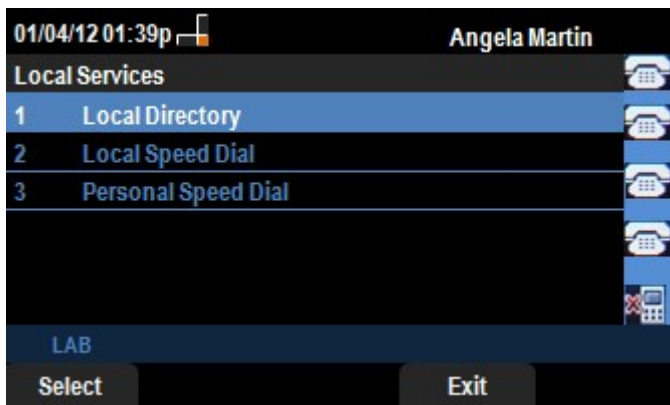 01/04/12 01:39p Angela Martin
Local Services
1 Local Directory
2 Local Speed Dial
3 Personal Speed Dial
LAB
Select Exit